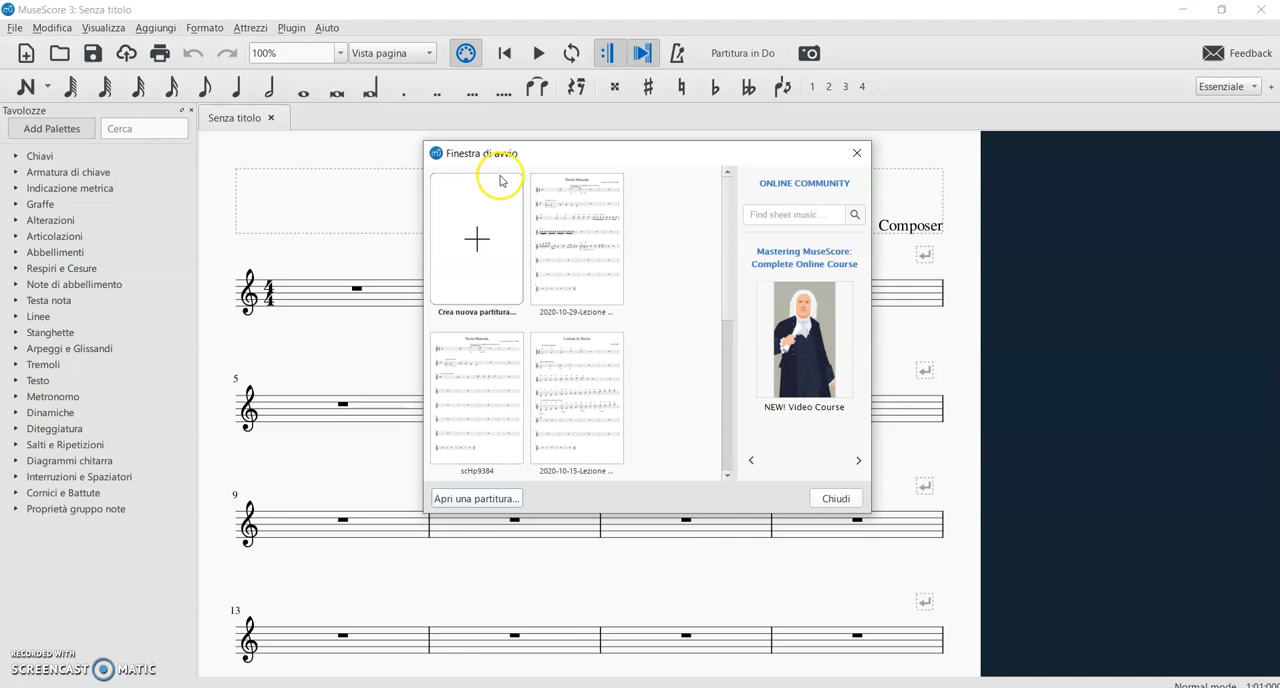 MuseScore 3: Senza titolo
File Modifica Visualizza Aggiungi Formato Attrezzi Plugin Aiuto
100% Vista pagina Partitura in Do Feedback
1 2 3 4 Essenziale +
Tavolozze
Add Palettes Cerca
Senza titolo
Chiavi
Armatura di chiave
Indicazione metrica
Graffe
Alterazioni
Articolazioni
Abbellimenti
Respiri e Cesure
Note di abbellimento
Testa nota
Linee
Stanghette
Arpeggi e Glissandi
Tremoli
Testo
Metronomo
Dinamiche
Diteggiatura
Salti e Ripetizioni
Diagrammi chitarra
Interruzioni e Spaziatori
Cornici e Battute
Proprietà gruppo note
RECORDED WITH
SCREENCAST MATIC
Composer
5
9
13
Finestra di avvio
Crea nuova partitura...
2020-10-29-Lezione ...
scHp9384
2020-10-15-Lezione ...
Apri una partitura...
ONLINE COMMUNITY
Find sheet music ...
Mastering MuseScore:
Complete Online Course
NEW! Video Course
Chiudi
Normal mode 1:01:000